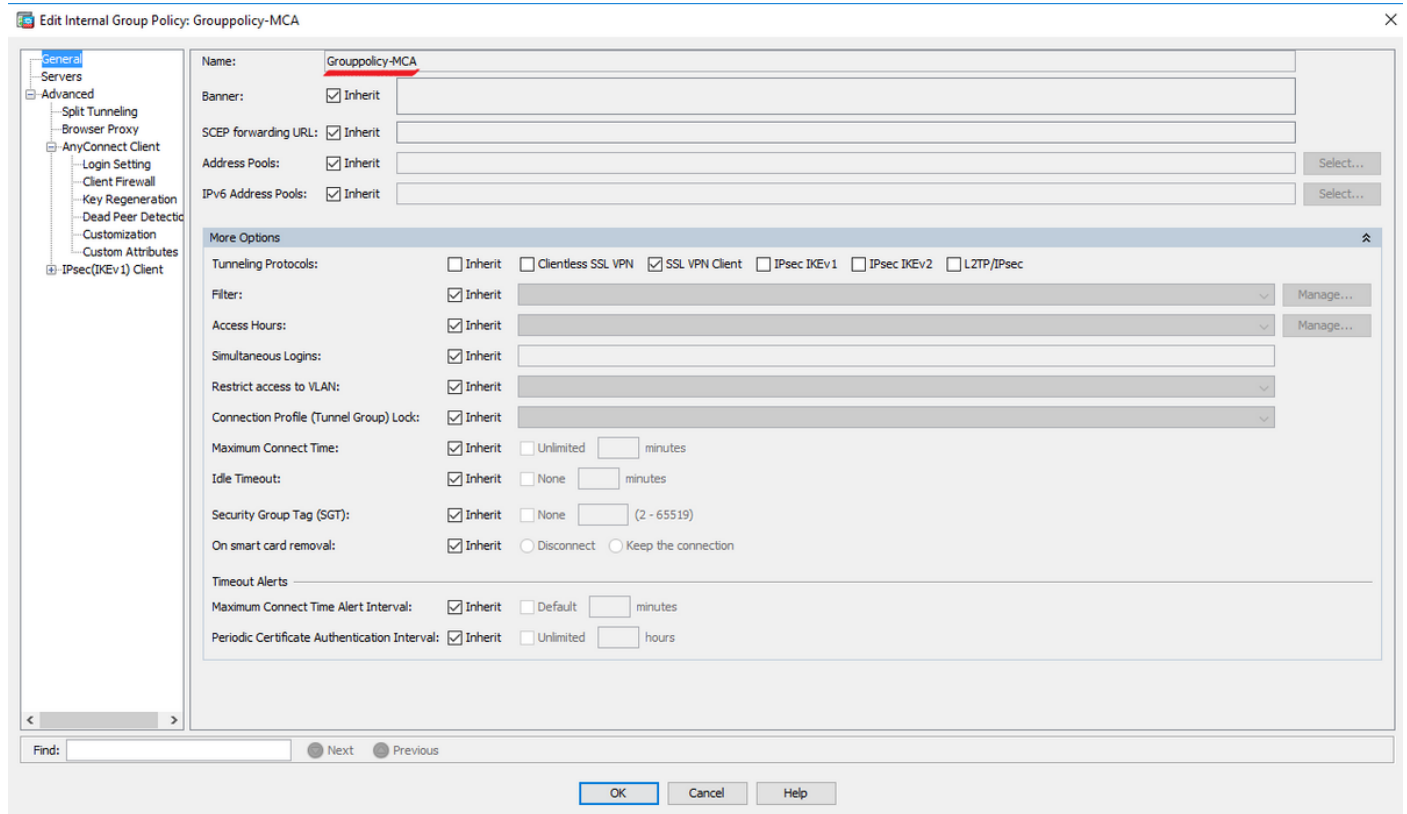 Edit Internal Group Policy: Grouppolicy-MCA
General
Servers
Advanced
Split Tunneling
Browser Proxy
AnyConnect Client
Login Setting
Client Firewall
Key Regeneration
Dead Peer Detectio
Customization
Custom Attributes
IPsec(IKEv1) Client
Name: Grouppolicy-MCA
Banner: Inherit
SCEP forwarding URL: Inherit
Address Pools: Inherit Select...
IPv6 Address Pools: Inherit Select...
More Options
Tunneling Protocols: Inherit Clientless SSL VPN SSL VPN Client IPsec IKEv1 IPsec IKEv2 L2TP/IPsec
Filter: Inherit Manage...
Access Hours: Inherit Manage...
Simultaneous Logins: Inherit
Restrict access to VLAN: Inherit
Connection Profile (Tunnel Group) Lock: Inherit
Maximum Connect Time: Inherit Unlimited minutes
Idle Timeout: Inherit None minutes
Security Group Tag (SGT): Inherit None (2 - 65519)
On smart card removal: Inherit Disconnect Keep the connection
Timeout Alerts
Maximum Connect Time Alert Interval: Inherit Default minutes
Periodic Certificate Authentication Interval: Inherit Unlimited hours
Find: Next Previous
OK Cancel Help